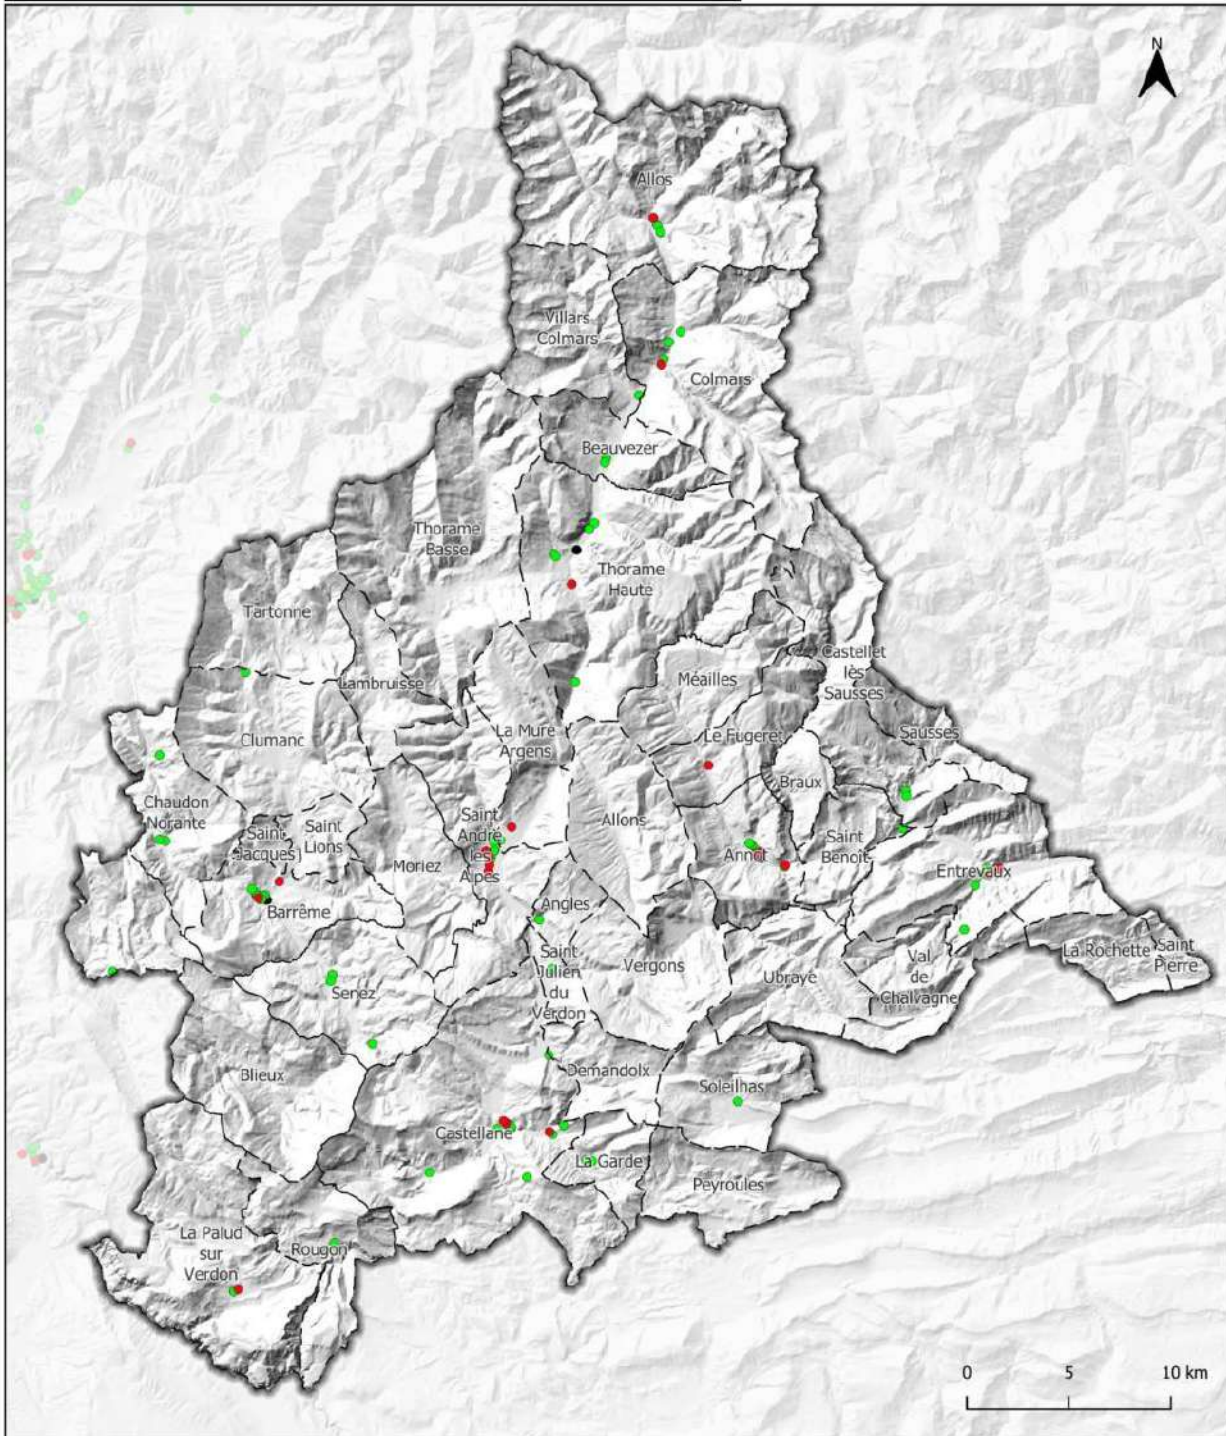 N
Allos
Villars
Colmars
Colmars
Beauvezer
Thorame
Basse
Thorame
Haute
Tartonne
Lambruisse
Castellet
lès
Sausses
Méailles
La Mure
Argens
Clumanc
Le Fugeret
Sausses
Braux
Chaudon
Norante
Saint
Jacques
Saint
Lions
Saint
André
les
Alpes
Allons
Moriez
Annot
Saint
Benoît
Entrevaux
Barrême
Angles
Saint
Julien
du
Verdon
Vergons
Ubraye
Val
de
Chalvagne
La Rochette
Saint
Pierre
Senez
Blieux
Demandolx
Soleilhas
Castellane
La Garde
Peyroules
La Palud
sur
Verdon
Rougon
0 5 10 km